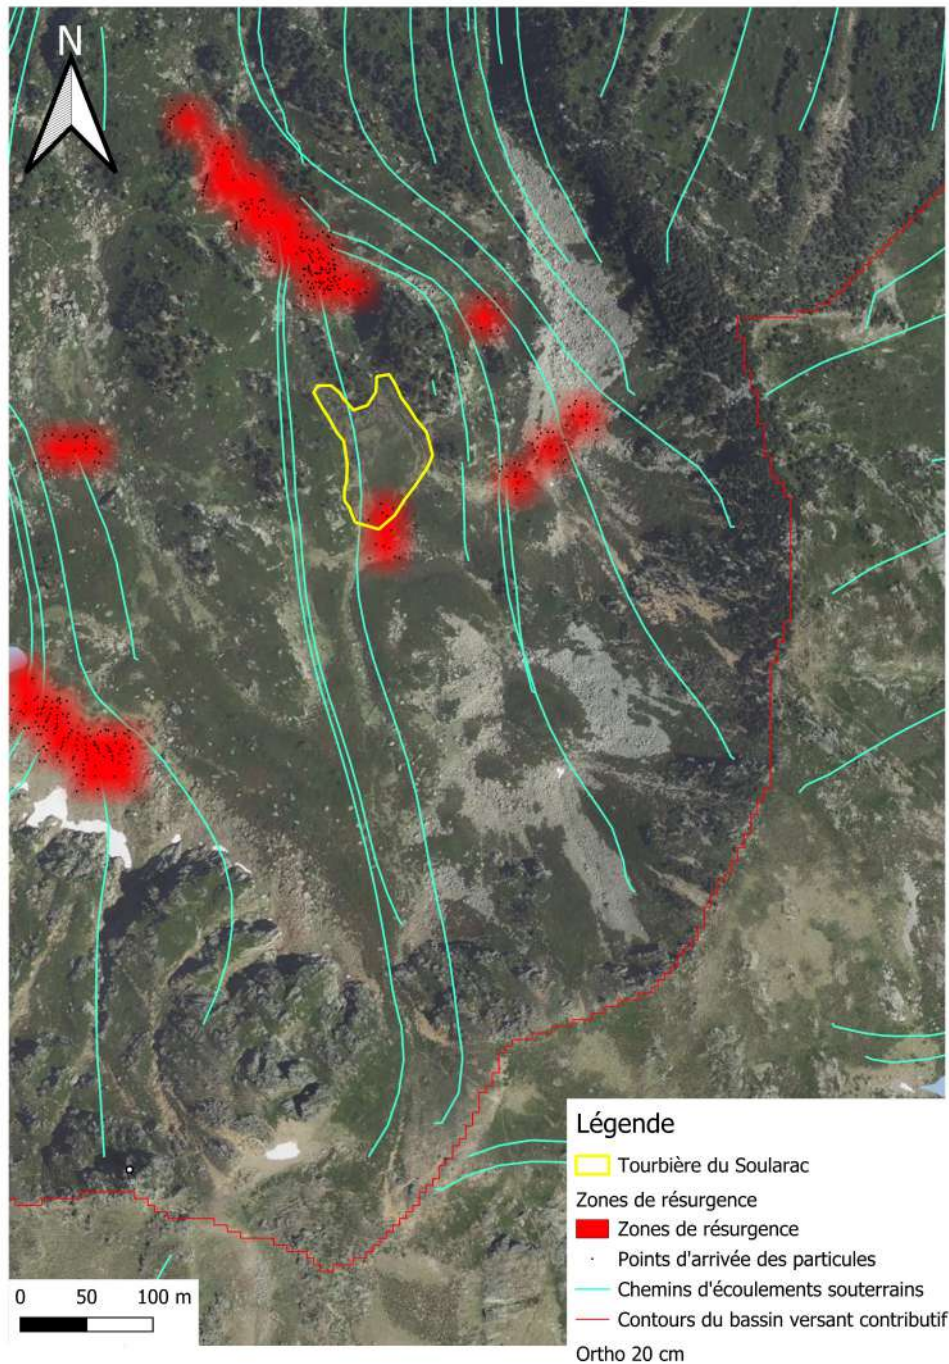 N
Légende
Tourbière du Soularac
Zones de résurgence
Zones de résurgence
Points d'arrivée des particules
Chemins d'écoulements souterrains
Contours du bassin versant contributif
Ortho 20 cm
0 50 100 m